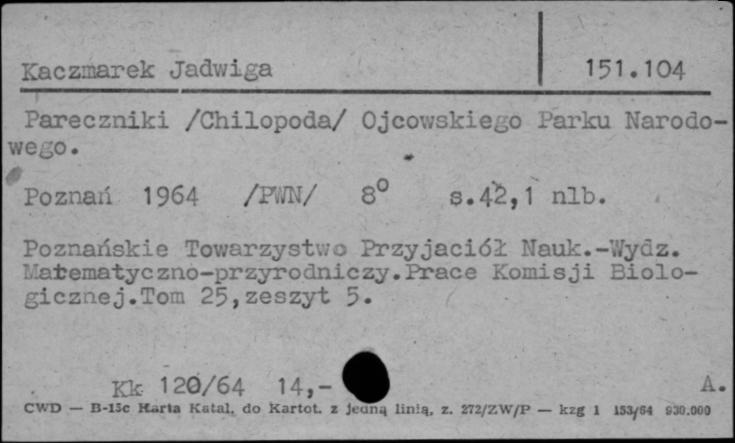 Kaczmarek Jadwiga 151.104
Pareczniki /Chilopoda/ Ojcowskiego Parku Narodo-
wego.
Poznań 1964 /PWN/ 8° s.42,1 nlb.
Poznańskie Towarzystwo Przyjaciół Nauk.-Wydz.
Matematyczno-przyrodniczy.Prace Komisji Biolo-
gicznej.Tom 25,zeszyt 5.
Kk 120/64 14,- A.
CWD — B-15c Karta Katal. do Kartot. z jedną linią, z. 272/ZW/P — kzg 1 153/64 930.000